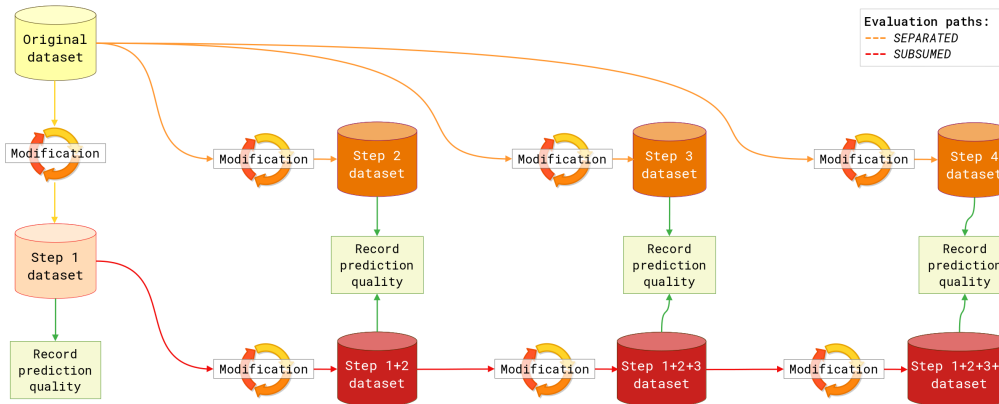 Original
dataset
Evaluation paths:
SEPARATED
SUBSUMED
Modification
Modification
Step 2
dataset
Modification
Step 3
dataset
Modification
Step 4
dataset
Step 1
dataset
Record
prediction
quality
Record
prediction
quality
Record
prediction
quality
Record
prediction
quality
Modification
Step 1+2
dataset
Modification
Step 1+2+3
dataset
Modification
Step 1+2+3+
dataset